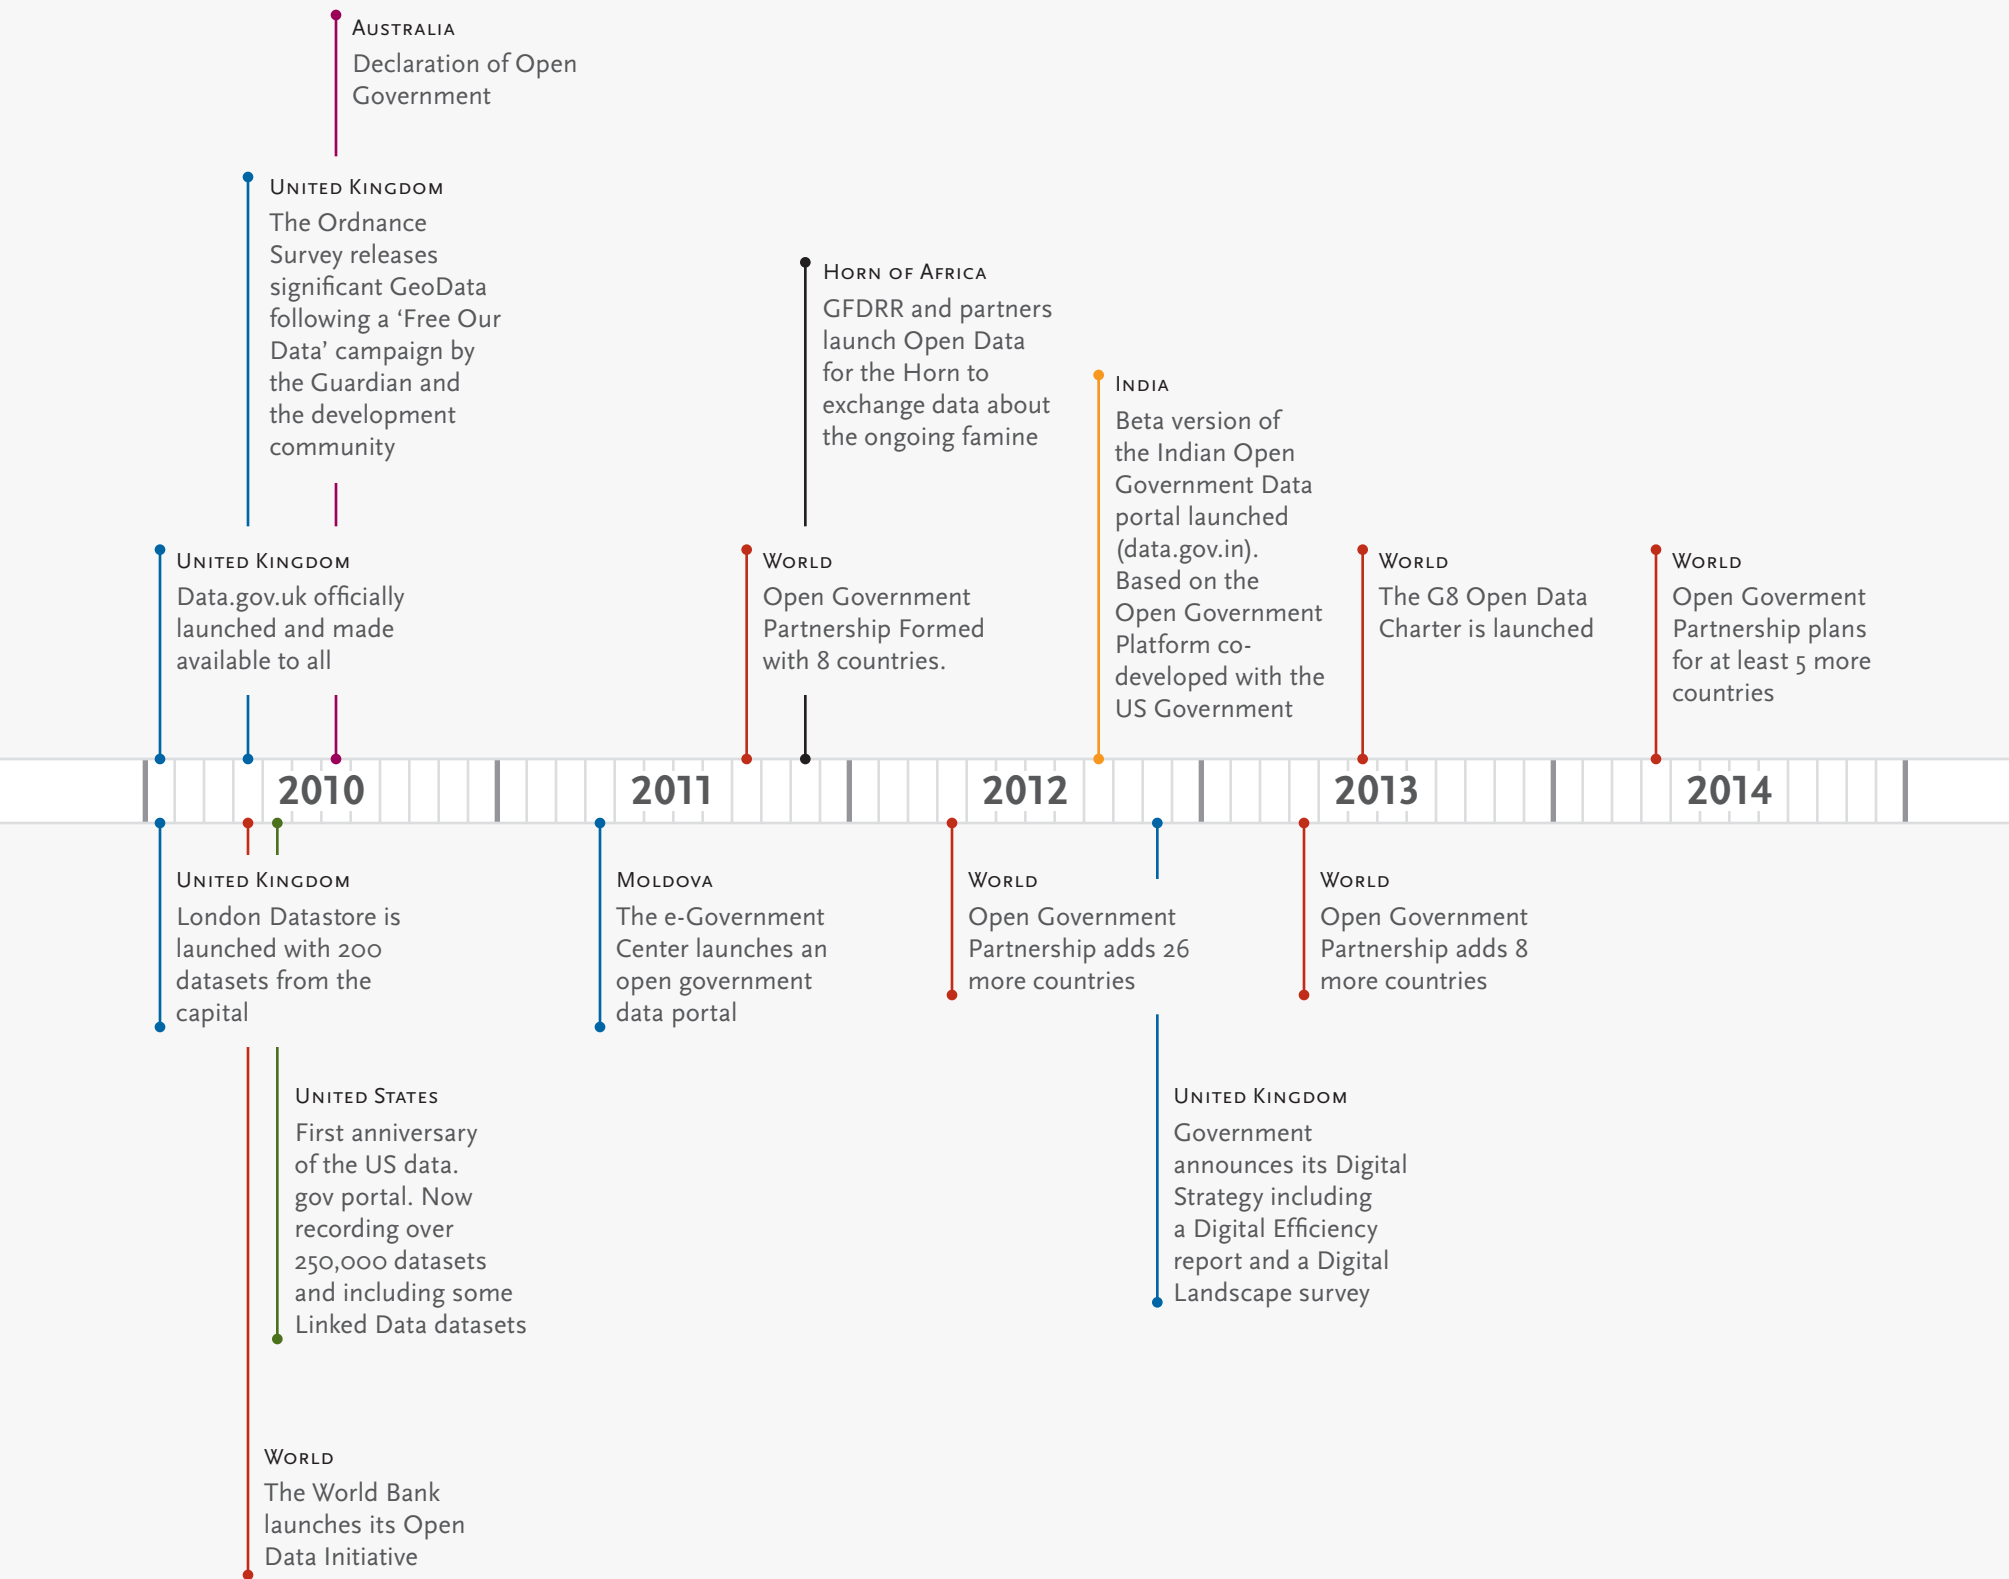 Australia
Declaration of Open
Government
United Kingdom
The Ordnance
Survey releases
significant GeoData
following a ‘Free Our
Data’ campaign by
the Guardian and
the development
community
Horn of Africa
GFDRR and partners
launch Open Data
for the Horn to
exchange data about
the ongoing famine
India
Beta version of
the Indian Open
Government Data
portal launched
(data.gov.in).
Based on the
Open Government
Platform co-
developed with the
US Government
United Kingdom
Data.gov.uk officially
launched and made
available to all
World
Open Government
Partnership Formed
with 8 countries.
World
The G8 Open Data
Charter is launched
World
Open Goverment
Partnership plans
for at least 5 more
countries
2010 2011 2012 2013 2014
United Kingdom
London Datastore is
launched with 200
datasets from the
capital
Moldova
The e-Government
Center launches an
open government
data portal
World
Open Government
Partnership adds 26
more countries
World
Open Government
Partnership adds 8
more countries
United States
First anniversary
of the US data.
gov portal. Now
recording over
250,000 datasets
and including some
Linked Data datasets
United Kingdom
Government
announces its Digital
Strategy including
a Digital Efficiency
report and a Digital
Landscape survey
World
The World Bank
launches its Open
Data Initiative